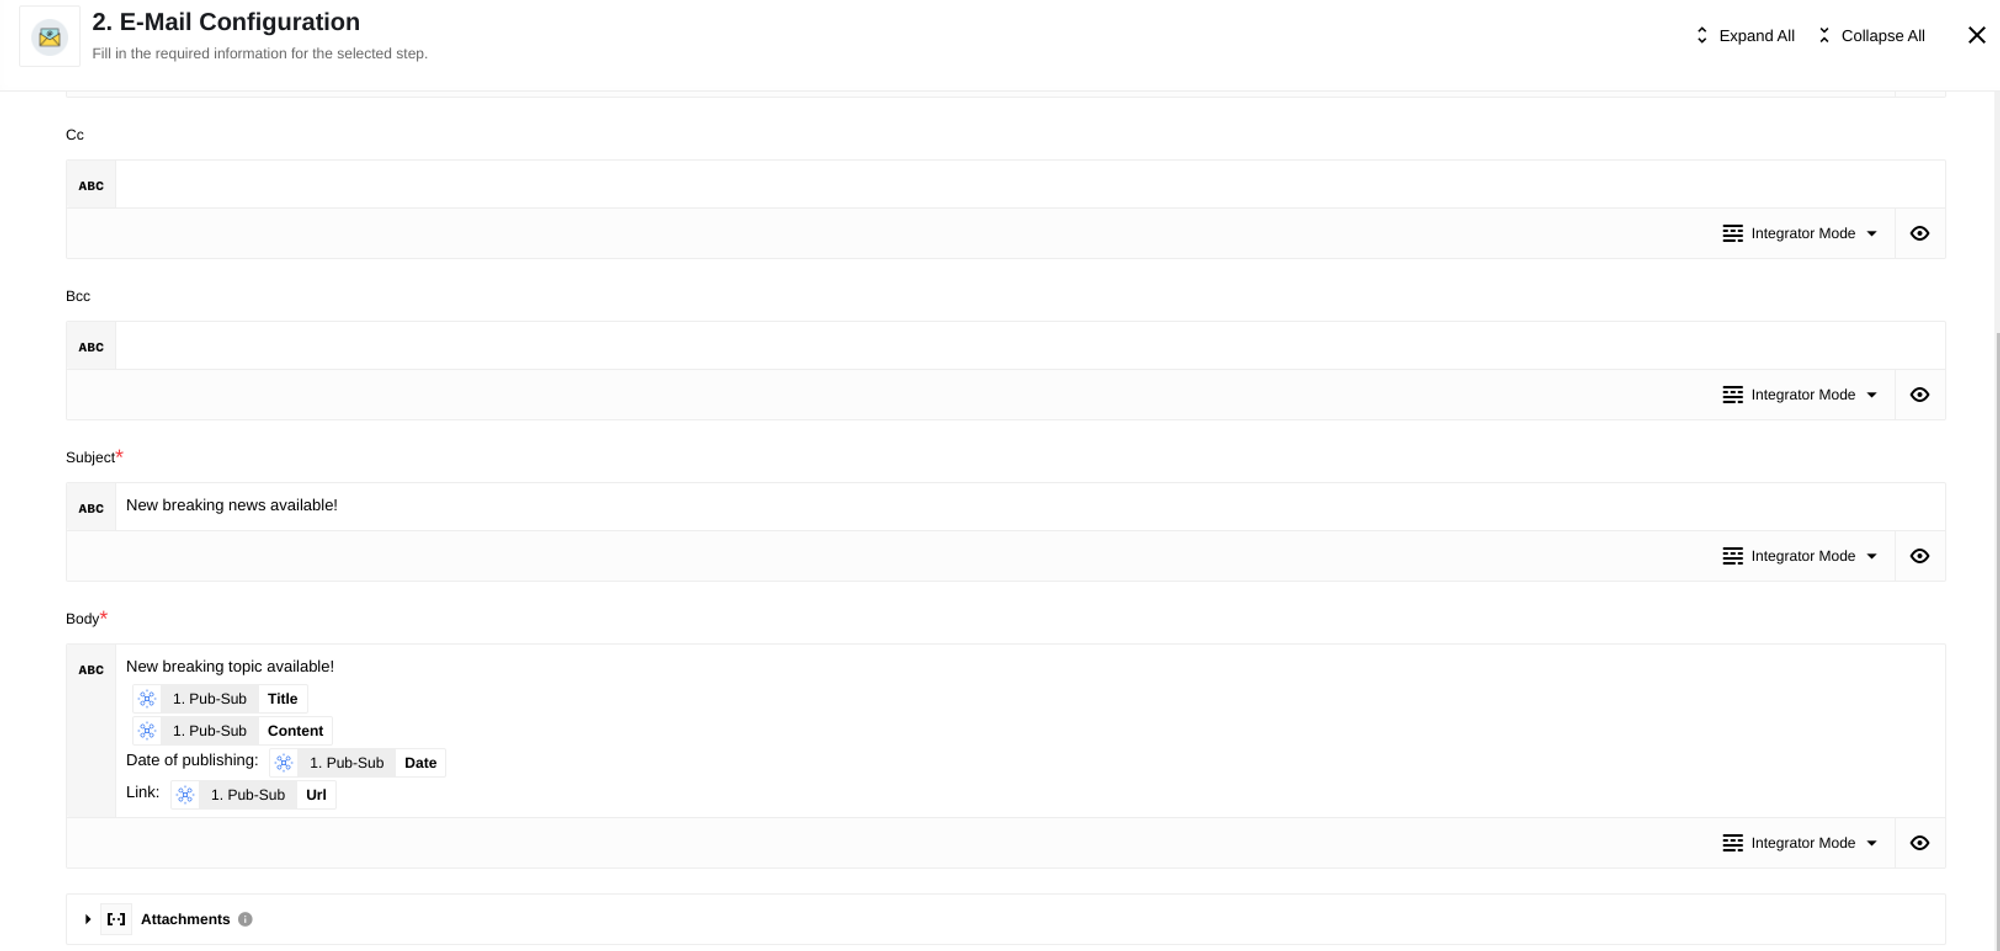 2. E-Mail Configuration
Fill in the required information for the selected step.
Expand All
Collapse All
Cc
ABC
Integrator Mode
Bcc
ABC
Integrator Mode
Subject*
ABC
New breaking news available!
Integrator Mode
Body*
ABC
New breaking topic available!
1. Pub-Sub Title
1. Pub-Sub Content
Date of publishing: 1. Pub-Sub Date
Link: 1. Pub-Sub Url
Integrator Mode
Attachments